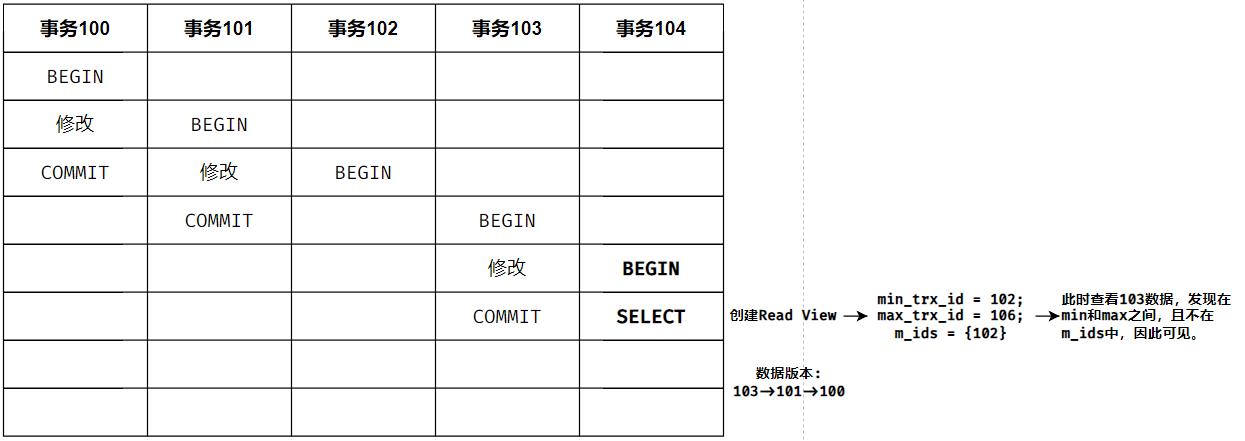 事务100 事务101 事务102 事务103 事务104
BEGIN
修改 BEGIN
COMMIT 修改 BEGIN
COMMIT BEGIN
修改 BEGIN
COMMIT SELECT
创建Read View
min_trx_id = 102;
max_trx_id = 106;
m_ids = {102}
此时查看103数据，发现在
min和max之间，且不在
m_ids中，因此可见。
数据版本：
103→101→100